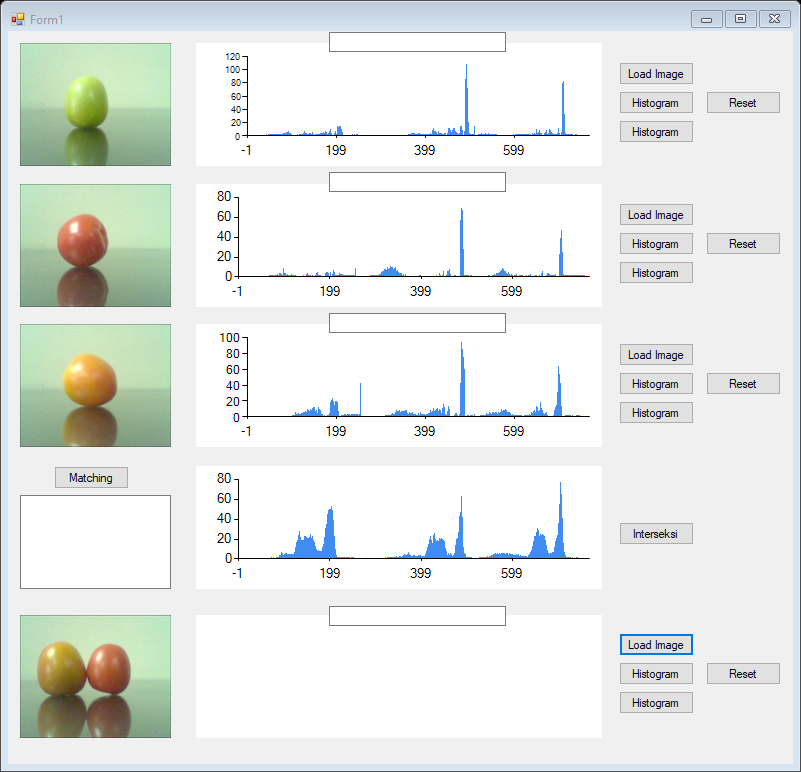 Form1
120
100
80
60
40
20
0
-1 199 399 599
Load Image
Histogram Reset
Histogram
80
60
40
20
0
-1 199 399 599
Load Image
Histogram Reset
Histogram
100
80
60
40
20
0
-1 199 399 599
Load Image
Histogram Reset
Histogram
Matching
80
60
40
20
0
-1 199 399 599
Interseksi
Load Image
Histogram Reset
Histogram